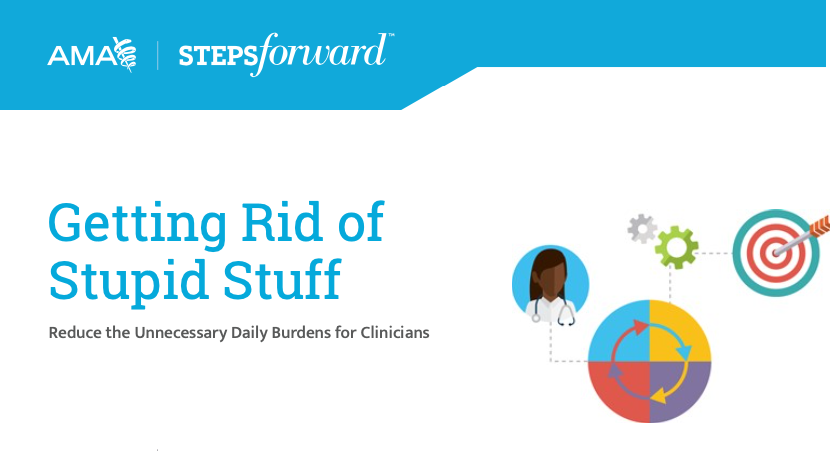 AMA STEPSforward™
Getting Rid of
Stupid Stuff
Reduce the Unnecessary Daily Burdens for Clinicians